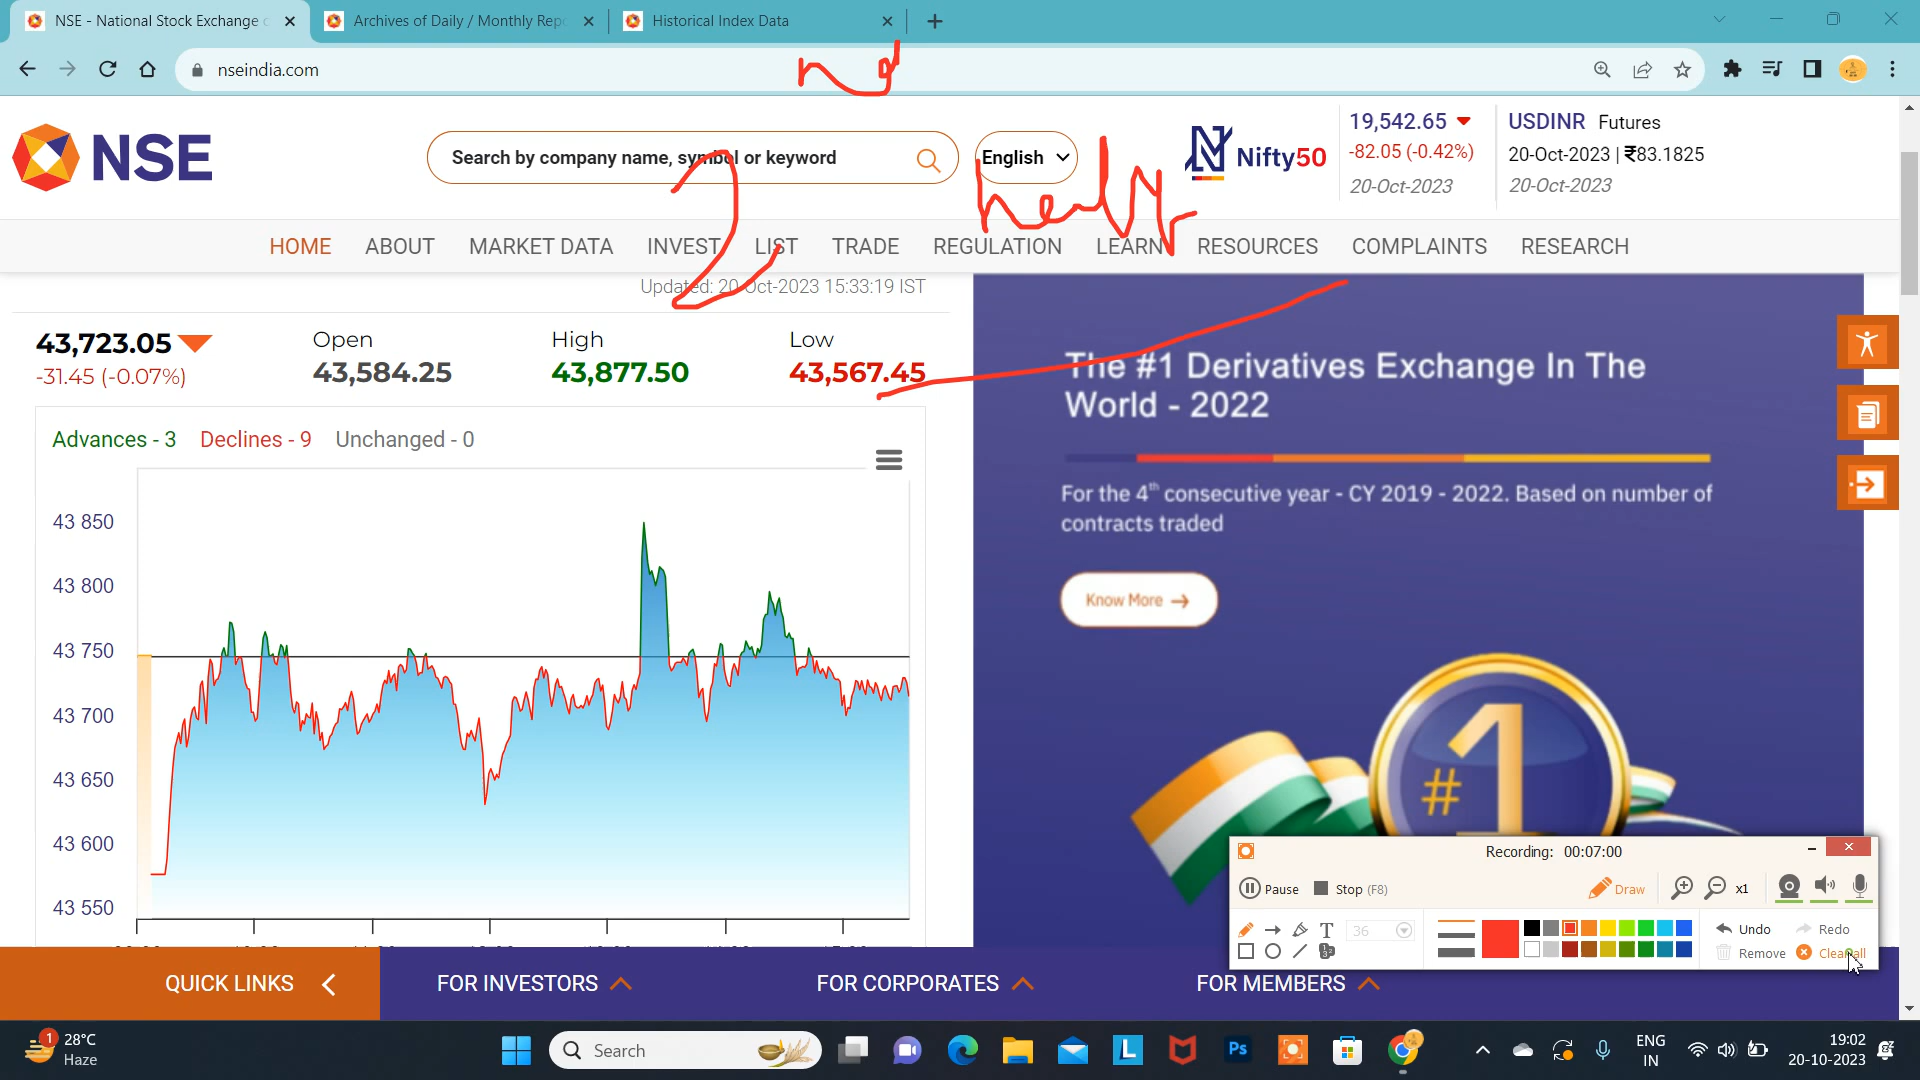 NSE - National Stock Exchange o
Archives of Daily / Monthly Repo
Historical Index Data
nseindia.com
NSE
Search by company name, symbol or keyword
English
Nifty50
19,542.65
-82.05 (-0.42%)
20-Oct-2023
USDINR Futures
20-Oct-2023 | ₹83.1825
20-Oct-2023
2
HOME ABOUT MARKET DATA INVEST LIST TRADE REGULATION LEARN RESOURCES COMPLAINTS RESEARCH
Updated: 20-Oct-2023 15:33:19 IST
43,723.05
-31.45 (-0.07%)
Open
43,584.25
High
43,877.50
Low
43,567.45
Advances - 3 Declines - 9 Unchanged - 0
43 850
43 800
43 750
43 700
43 650
43 600
43 550
The #1 Derivatives Exchange In The
World - 2022
For the 4th consecutive year - CY 2019 - 2022. Based on number of
contracts traded
Know More
#1
Recording: 00:07:00
Pause Stop (F8) Draw x1
T 36 Undo Redo
Remove Clear all
QUICK LINKS FOR INVESTORS FOR CORPORATES FOR MEMBERS
1
28°C
Haze
Search
L
Ps
ENG
IN
19:02
20-10-2023